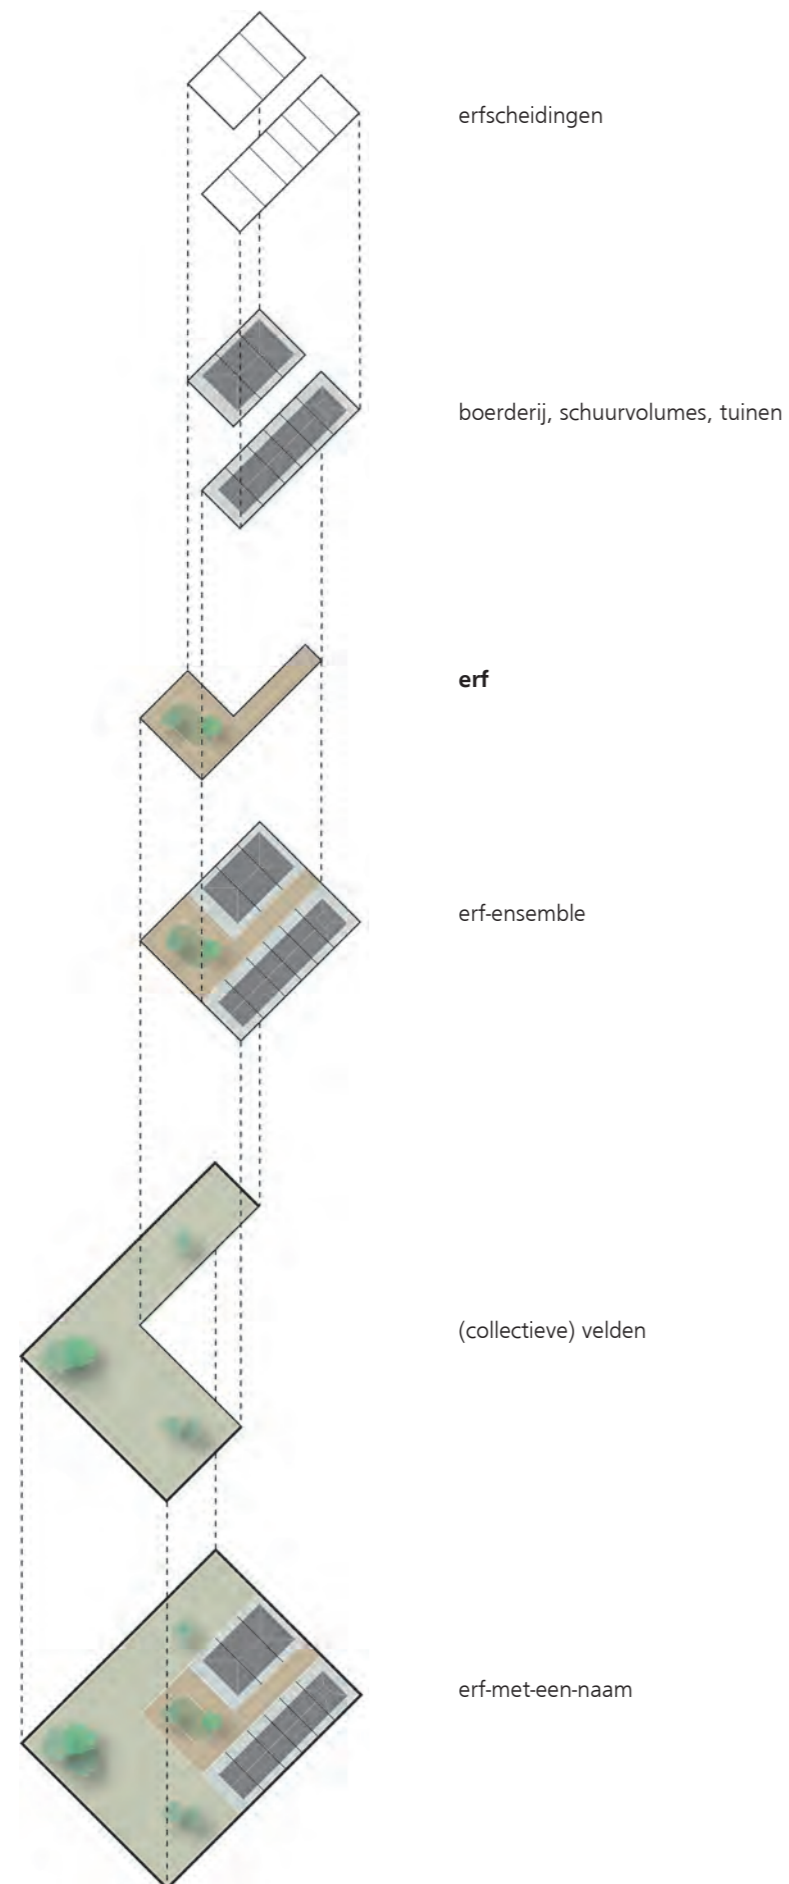 erfscheidingen
boerderij, schuurvolumes, tuinen
erf
erf-ensemble
(collectieve) velden
erf-met-een-naam